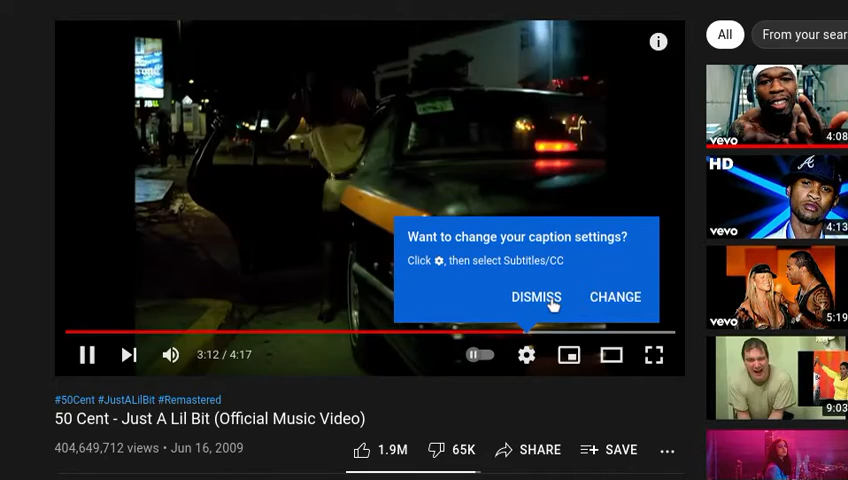 All
From your sear
vevo
4:08
HD
4:13
vevo
5:19
9:03
Want to change your caption settings?
Click , then select Subtitles/CC
DISMISS
CHANGE
3:12 / 4:17
#50Cent #JustALilBit #Remastered
50 Cent - Just A Lil Bit (Official Music Video)
404,649,712 views • Jun 16, 2009
1.9M
65K
SHARE
SAVE